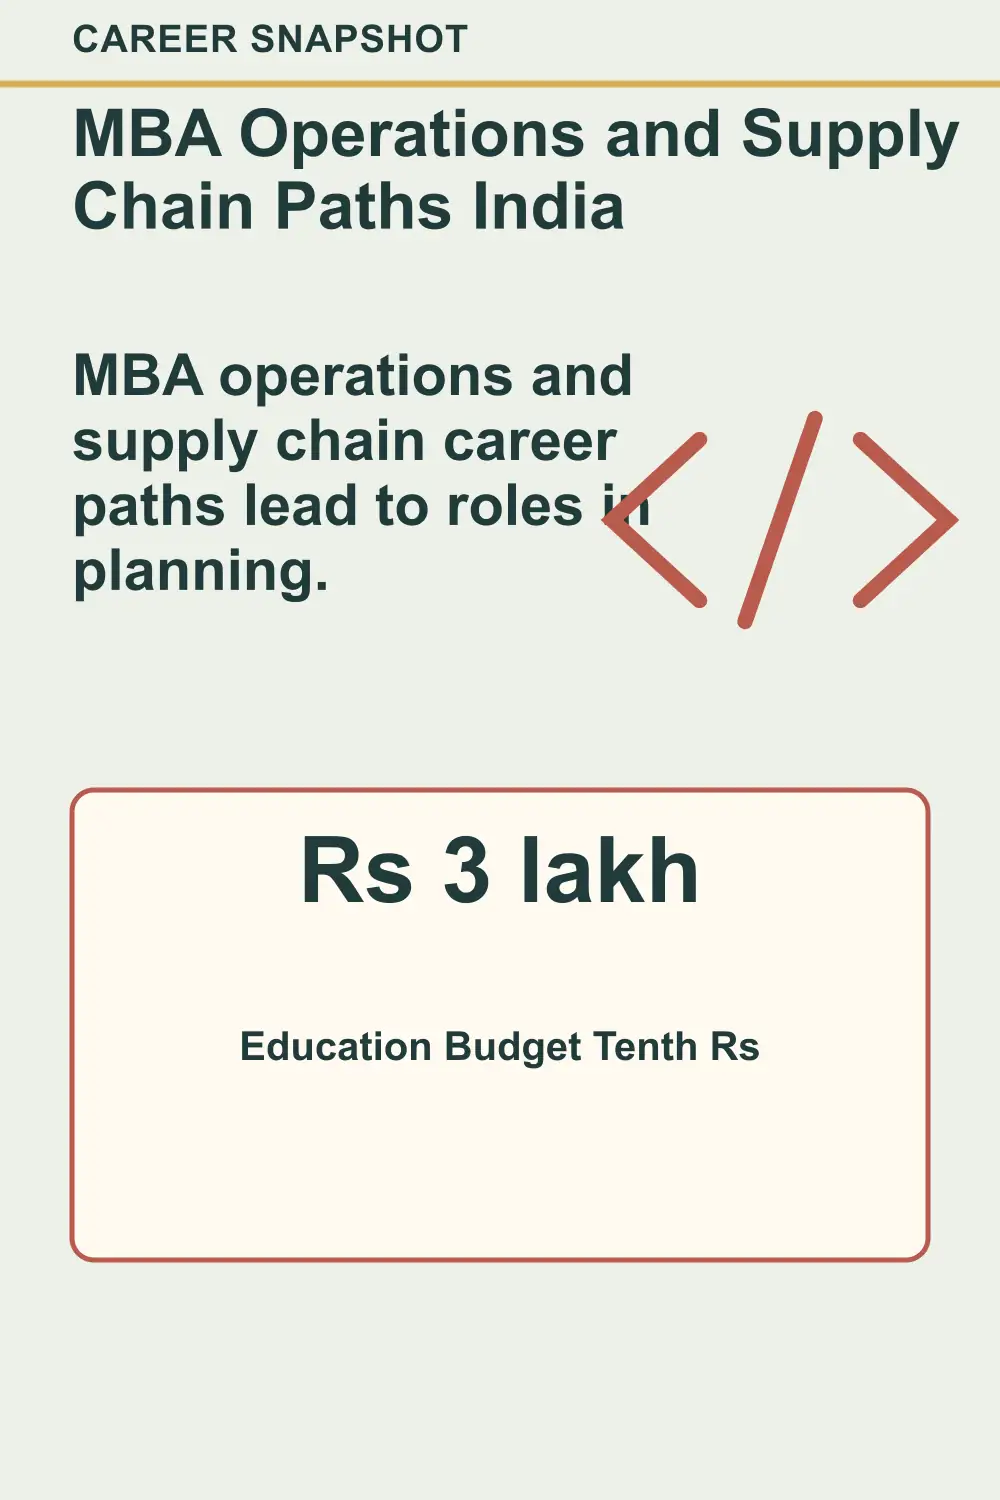 CAREER SNAPSHOT
MBA Operations and Supply
Chain Paths India
MBA operations and
supply chain career
paths lead to roles in
planning.
Rs 3 lakh
Education Budget Tenth Rs